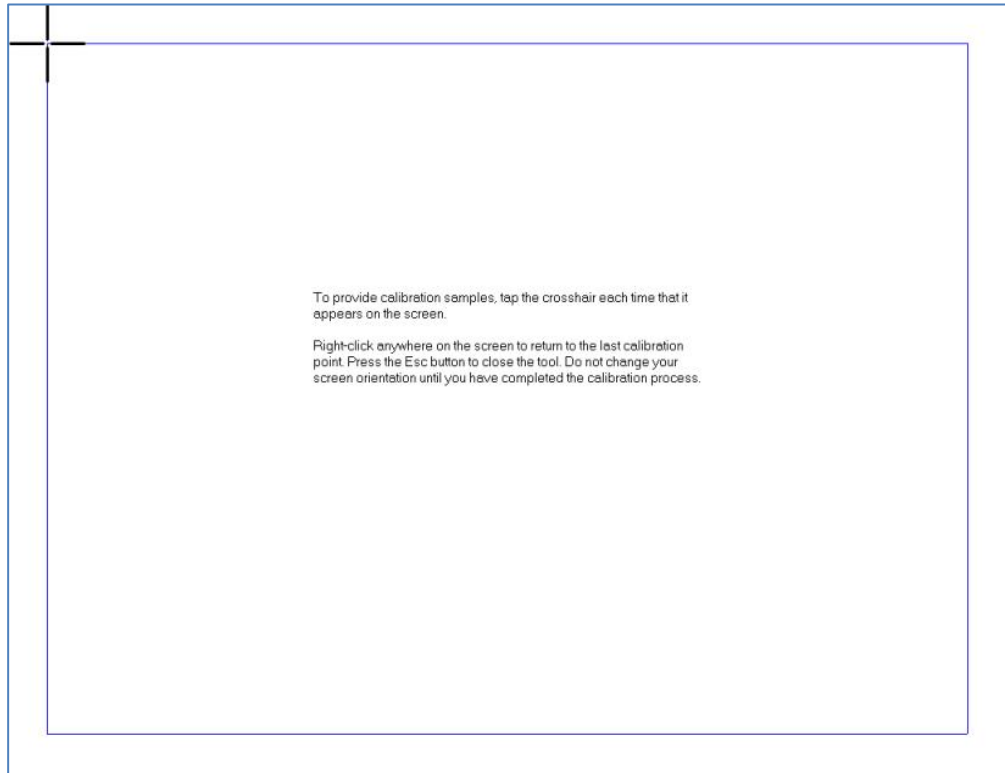 To provide calibration samples, tap the crosshair each time that it
appears on the screen.
Right-click anywhere on the screen to return to the last calibration
point. Press the Esc button to close the tool. Do not change your
screen orientation until you have completed the calibration process.